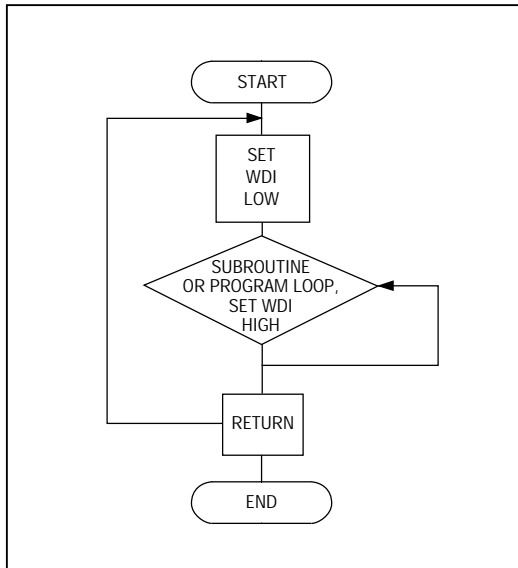 START
SET
WDI
LOW
SUBROUTINE
OR PROGRAM LOOP,
SET WDI
HIGH
RETURN
END